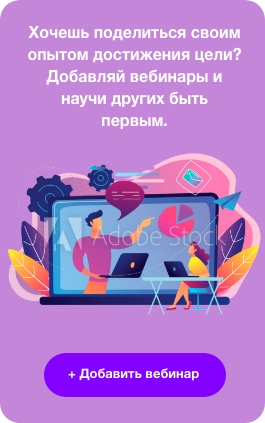 Хочешь поделиться своим
опытом достижения цели?
Добавляй вебинары и
научи других быть
первым.
Adobe Stock
+ Добавить вебинар